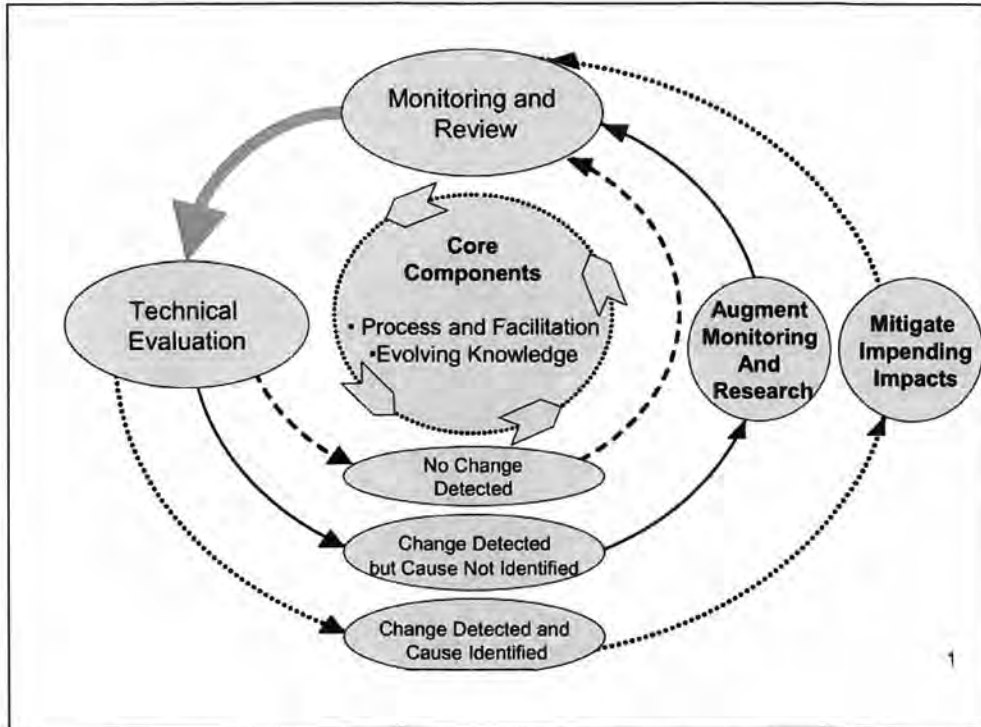 Monitoring and
Review
Core
Components
• Process and Facilitation
•Evolving Knowledge
Technical
Evaluation
Augment
Monitoring
And
Research
Mitigate
Impending
Impacts
No Change
Detected
Change Detected
but Cause Not Identified
Change Detected and
Cause Identified
1